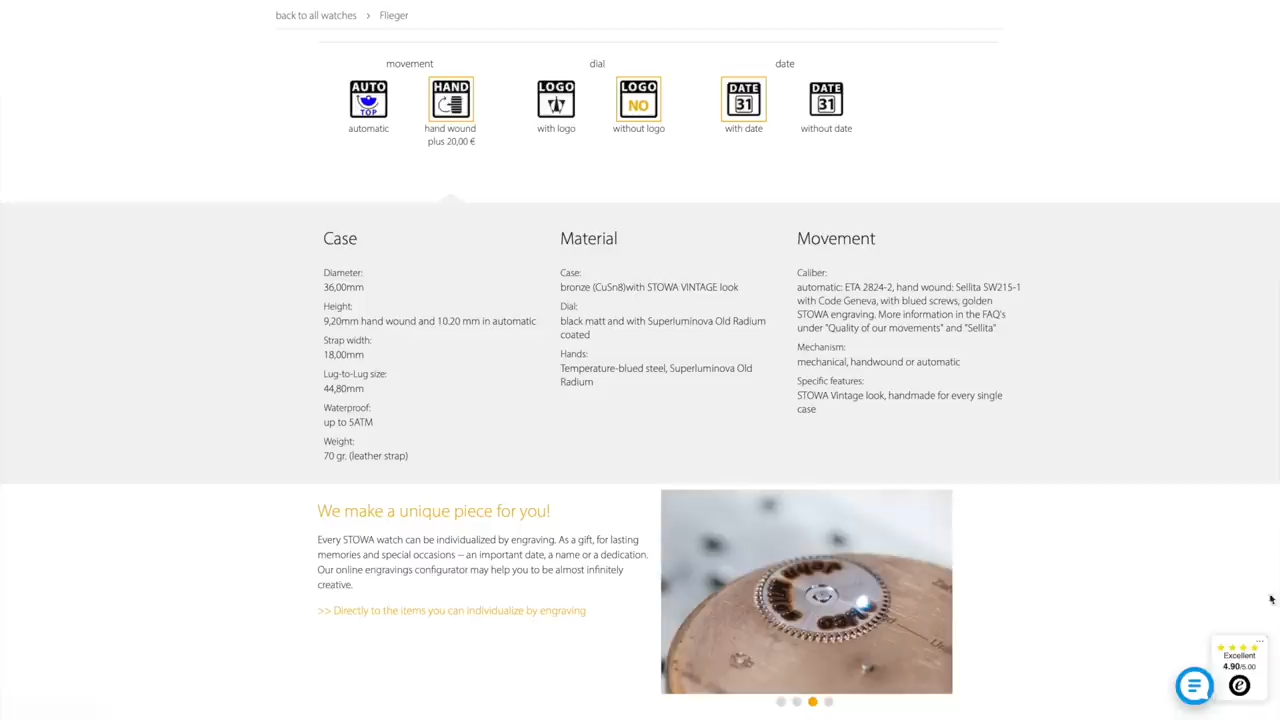 back to all watches > Flieger
movement
dial
date
AUTO
TOP
HAND
LOGO
LOGO
NO
DATE
31
DATE
31
automatic
hand wound
plus 20,00 €
with logo
without logo
with date
without date
Case
Diameter:
36,00mm
Height:
9,20mm hand wound and 10.20 mm in automatic
Strap width:
18,00mm
Lug-to-Lug size:
44,80mm
Waterproof:
up to 5ATM
Weight:
70 gr. (leather strap)
Material
Case:
bronze (CuSn8)with STOWA VINTAGE look
Dial:
black matt and with Superluminova Old Radium
coated
Hands:
Temperature-blued steel, Superluminova Old
Radium
Movement
Caliber:
automatic: ETA 2824-2, hand wound: Sellita SW215-1
with Code Geneva, with blued screws, golden
STOWA engraving. More information in the FAQ's
under "Quality of our movements" and "Sellita"
Mechanism:
mechanical, handwound or automatic
Specific features:
STOWA Vintage look, handmade for every single
case
We make a unique piece for you!
Every STOWA watch can be individualized by engraving. As a gift, for lasting
memories and special occasions – an important date, a name or a dedication.
Our online engravings configurator may help you to be almost infinitely
creative.
>> Directly to the items you can individualize by engraving
Excellent
4.90/5.00
e